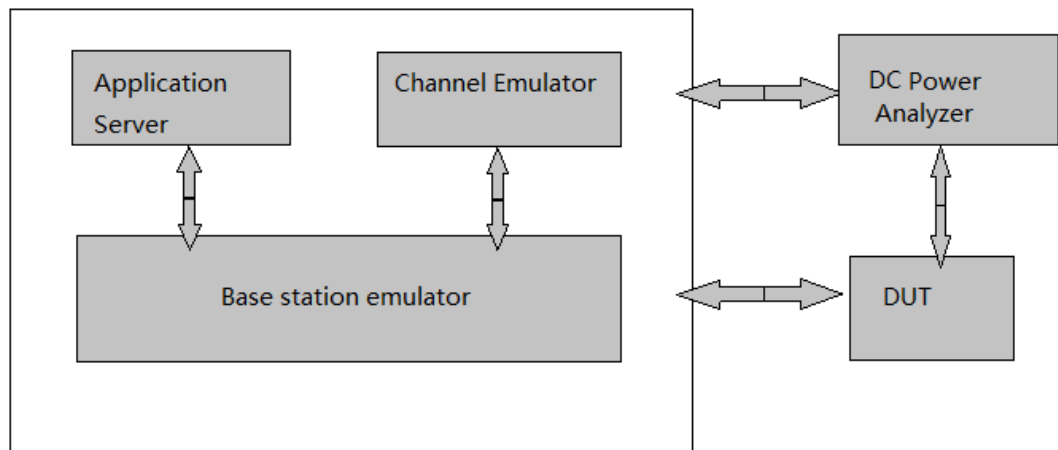 Application
Server
Channel Emulator
DC Power
Analyzer
Base station emulator
DUT